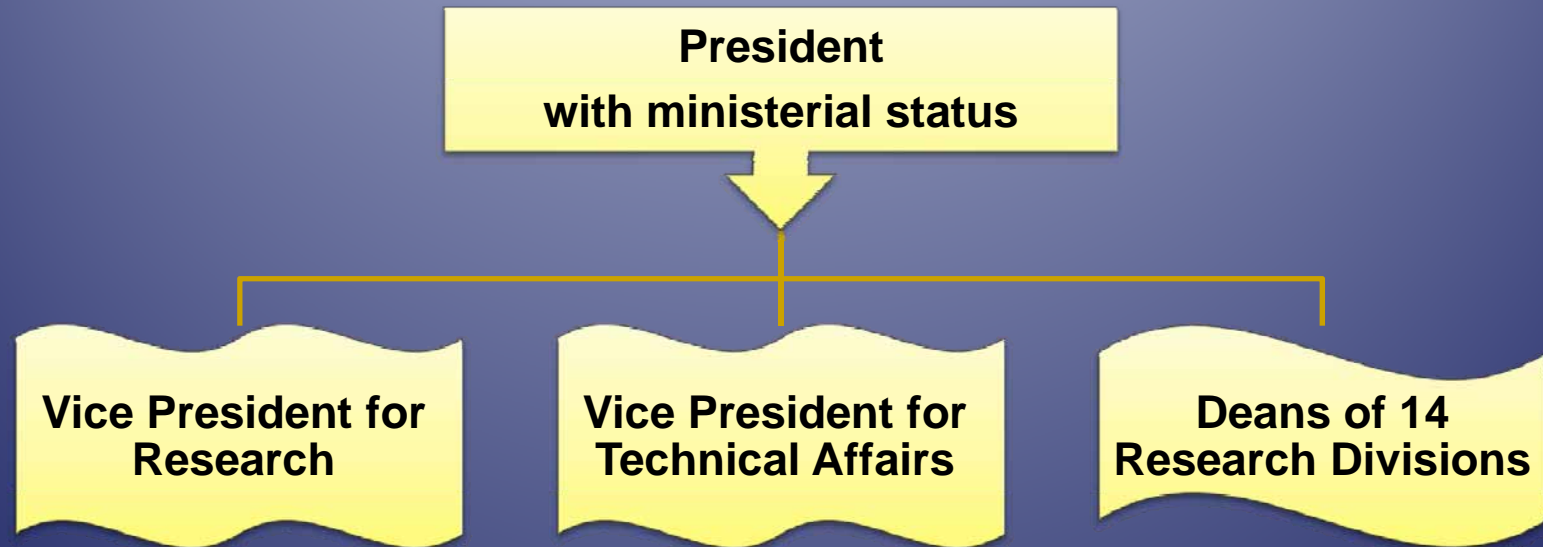 President
with ministerial status
Vice President for
Research
Vice President for
Technical Affairs
Deans of 14
Research Divisions